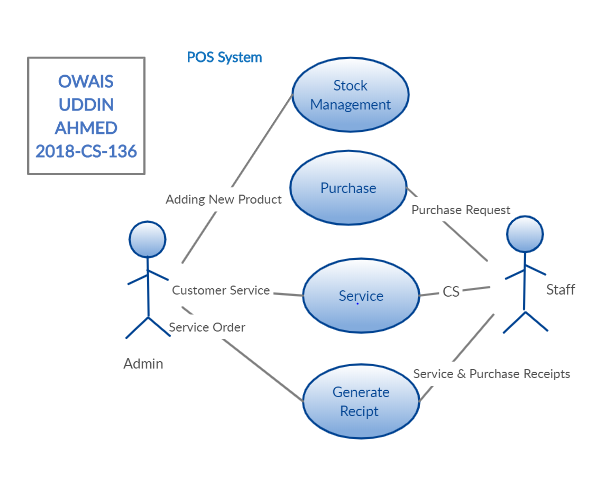 POS System
OWAIS
UDDIN
AHMED
2018-CS-136
Stock
Management
Purchase
Adding New Product
Purchase Request
Customer Service
Service
CS
Staff
Service Order
Admin
Service & Purchase Receipts
Generate
Recipt